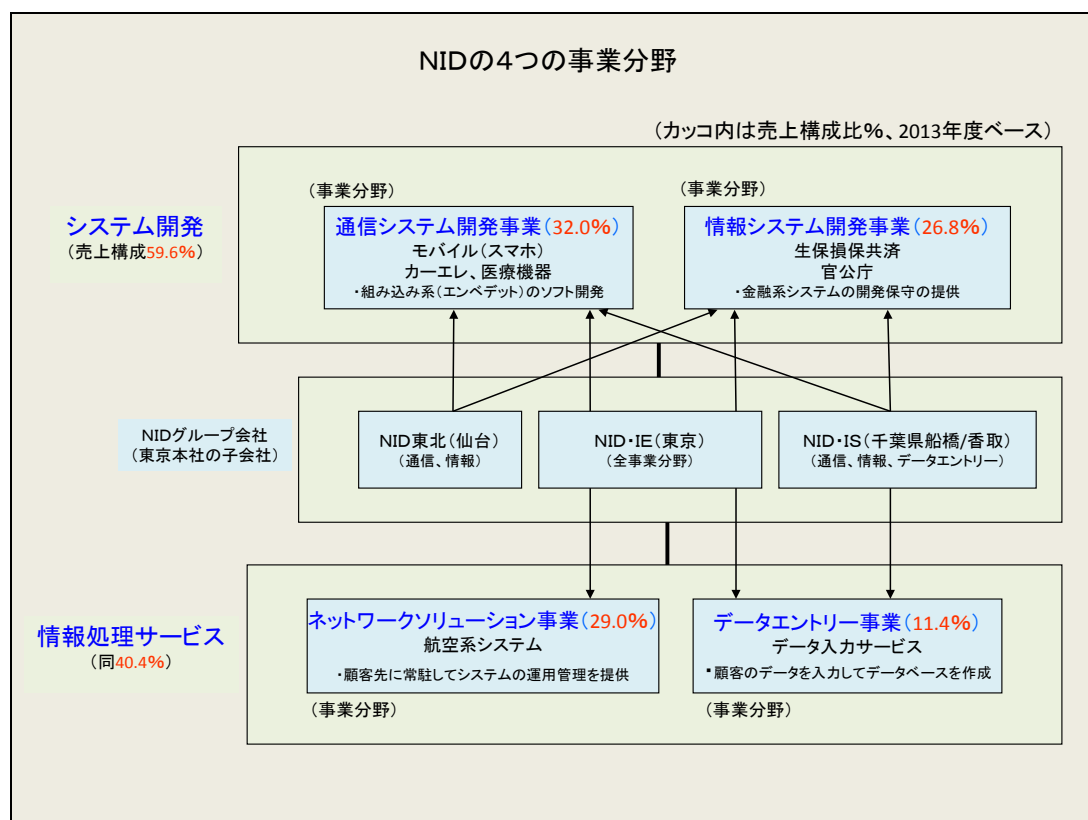 NIDの4つの事業分野
(カッコ内は売上構成比%、2013年度ベース)
システム開発
(売上構成59.6%)
(事業分野)
通信システム開発事業(32.0%)
モバイル(スマホ)
カーエレ、医療機器
・組み込み系(エンベデット)のソフト開発
(事業分野)
情報システム開発事業(26.8%)
生保損保共済
官公庁
・金融系システムの開発保守の提供
NIDグループ会社
(東京本社の子会社)
NID東北(仙台)
(通信、情報)
NID・IE(東京)
(全事業分野)
NID・IS(千葉県船橋/香取)
(通信、情報、データエントリー)
情報処理サービス
(同40.4%)
ネットワークソリューション事業(29.0%)
航空系システム
・顧客先に常駐してシステムの運用管理を提供
(事業分野)
データエントリー事業(11.4%)
データ入力サービス
・顧客のデータを入力してデータベースを作成
(事業分野)